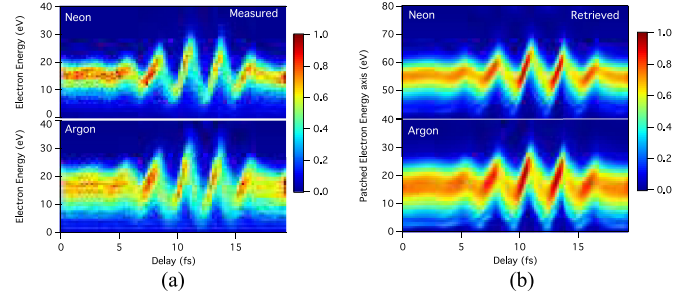 Neon Measured
Electron Energy (eV)
40
30
20
10
0
Argon
Electron Energy (eV)
40
30
20
10
0
0 5 10 15
Delay (fs)
1.0
0.8
0.6
0.4
0.2
0.0
(a)
Neon Retrieved
Patched Electron Energy axis (eV)
80
70
60
50
40
Argon
30
20
10
0
0 5 10 15
Delay (fs)
1.0
0.8
0.6
0.4
0.2
0.0
(b)